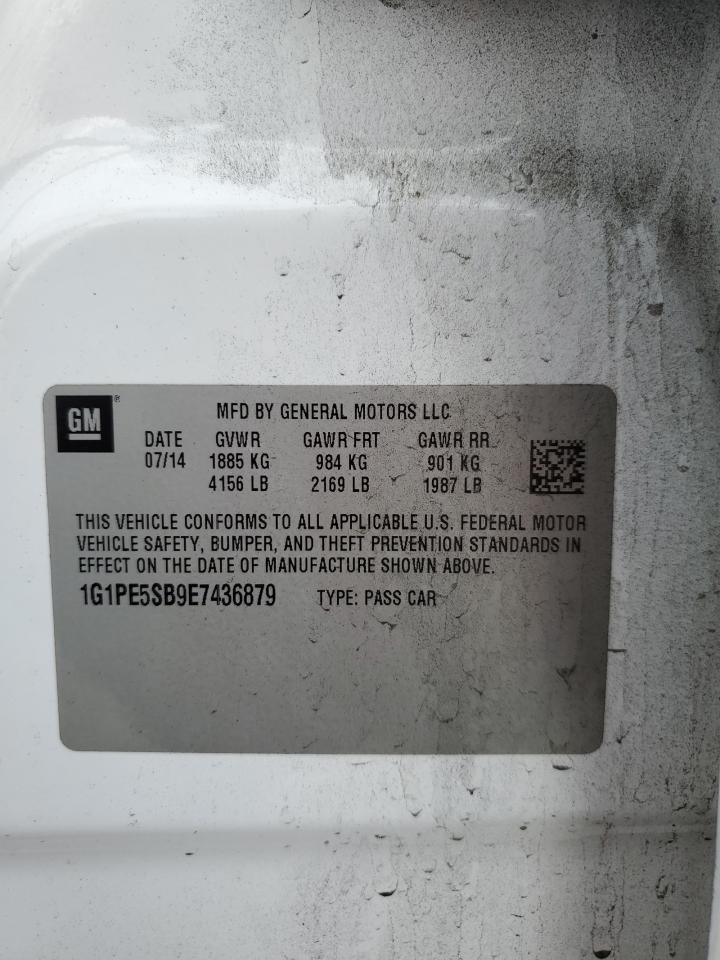 GM® MFD BY GENERAL MOTORS LLC
DATE GVWR GAWR FRT GAWR RR
07/14 1885 KG 984 KG 901 KG
4156 LB 2169 LB 1987 LB
THIS VEHICLE CONFORMS TO ALL APPLICABLE U.S. FEDERAL MOTOR
VEHICLE SAFETY, BUMPER, AND THEFT PREVENTION STANDARDS IN
EFFECT ON THE DATE OF MANUFACTURE SHOWN ABOVE.
1G1PE5SB9E7436879 TYPE: PASS CAR